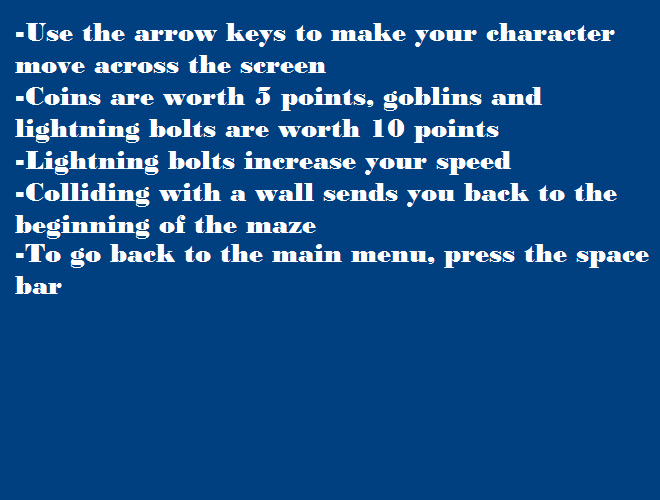 -Use the arrow keys to make your character
move across the screen
-Coins are worth 5 points, goblins and
lightning bolts are worth 10 points
-Lightning bolts increase your speed
-Colliding with a wall sends you back to the
beginning of the maze
-To go back to the main menu, press the space
bar